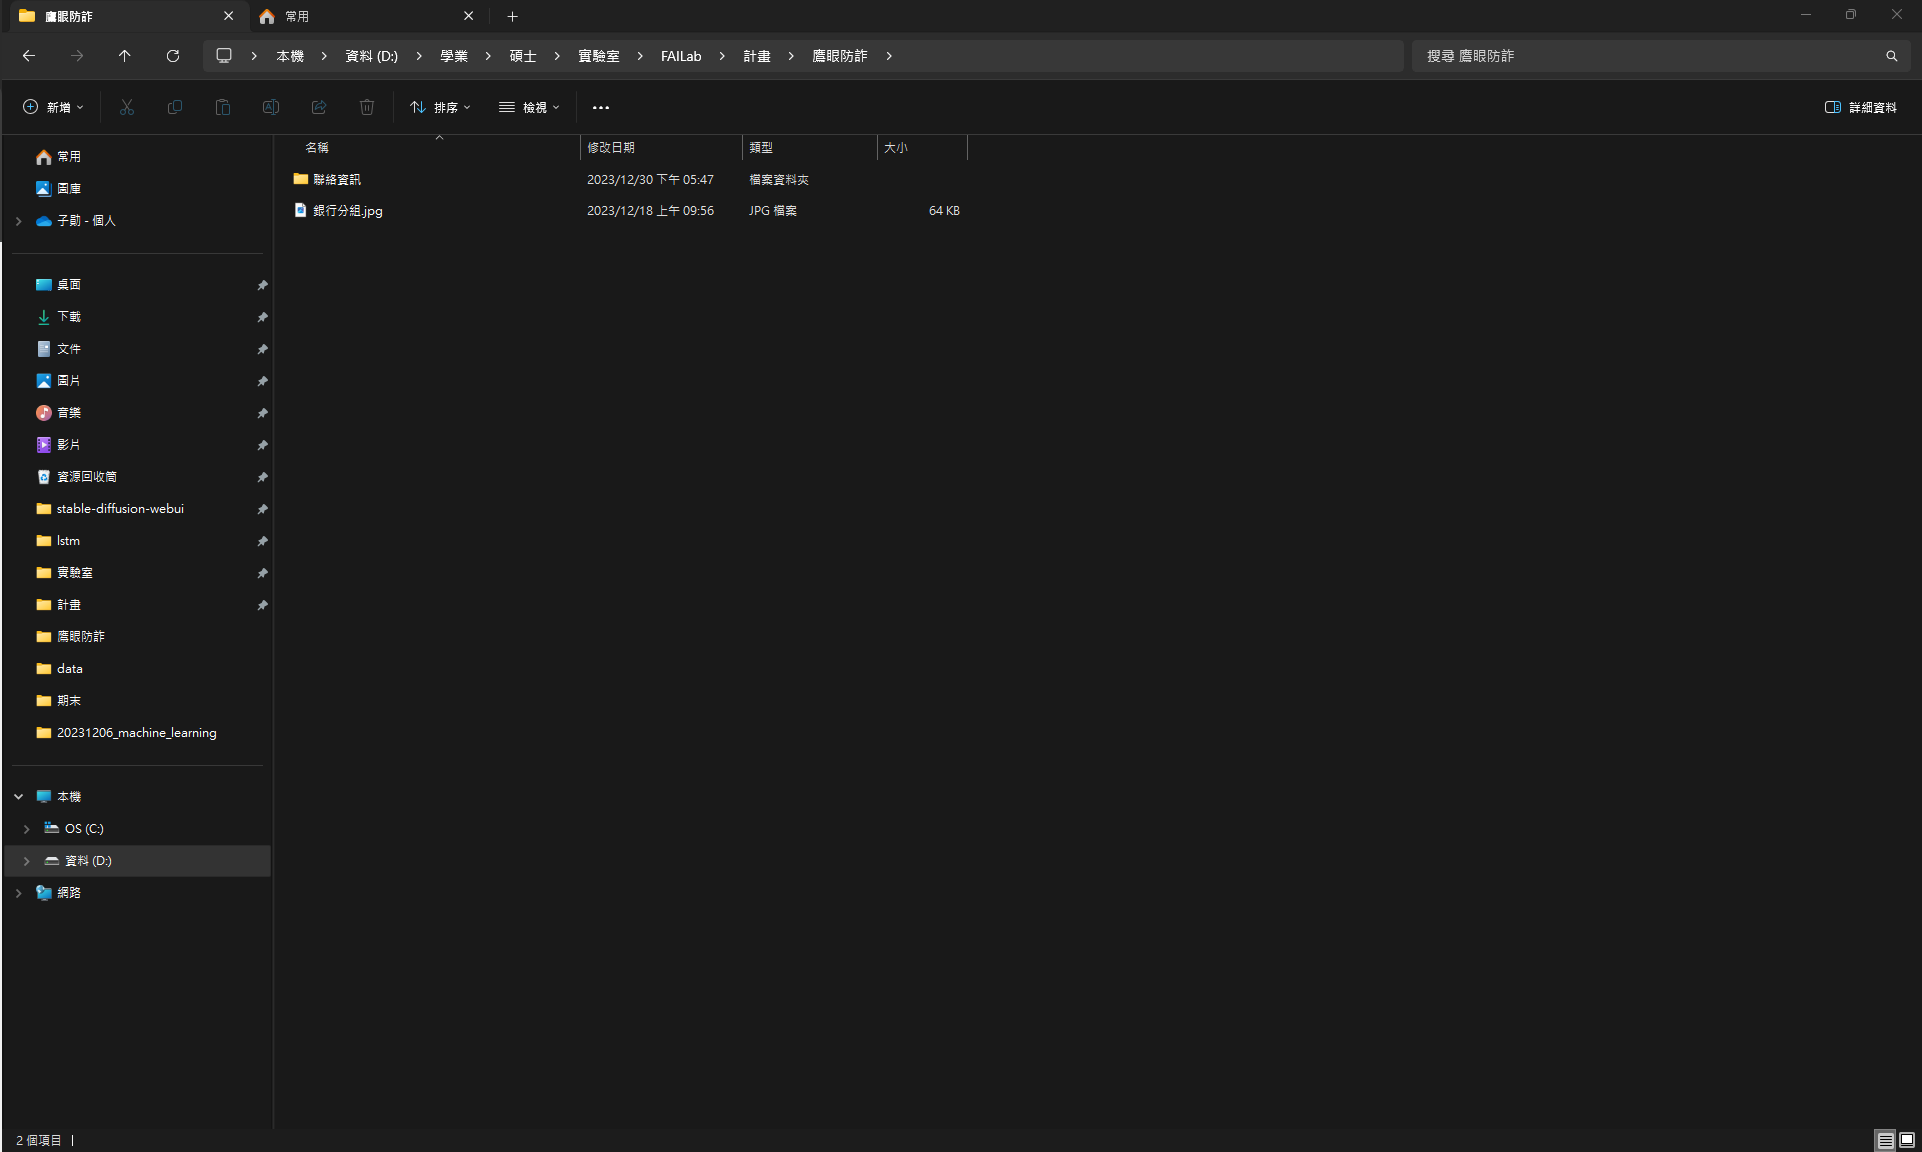 鷹眼防詐
常用
本機 資料 (D:) 學業 碩士 實驗室 FAILab 計畫 鷹眼防詐
搜尋 鷹眼防詐
新增 排序 檢視 詳細資料
名稱 修改日期 類型 大小
聯絡資訊 2023/12/30 下午 05:47 檔案資料夾
銀行分組.jpg 2023/12/18 上午 09:56 JPG 檔案 64 KB
常用
圖庫
子勛 - 個人
桌面
下載
文件
圖片
音樂
影片
資源回收筒
stable-diffusion-webui
lstm
實驗室
計畫
鷹眼防詐
data
期末
20231206_machine_learning
本機
OS (C:)
資料 (D:)
網路
2 個項目